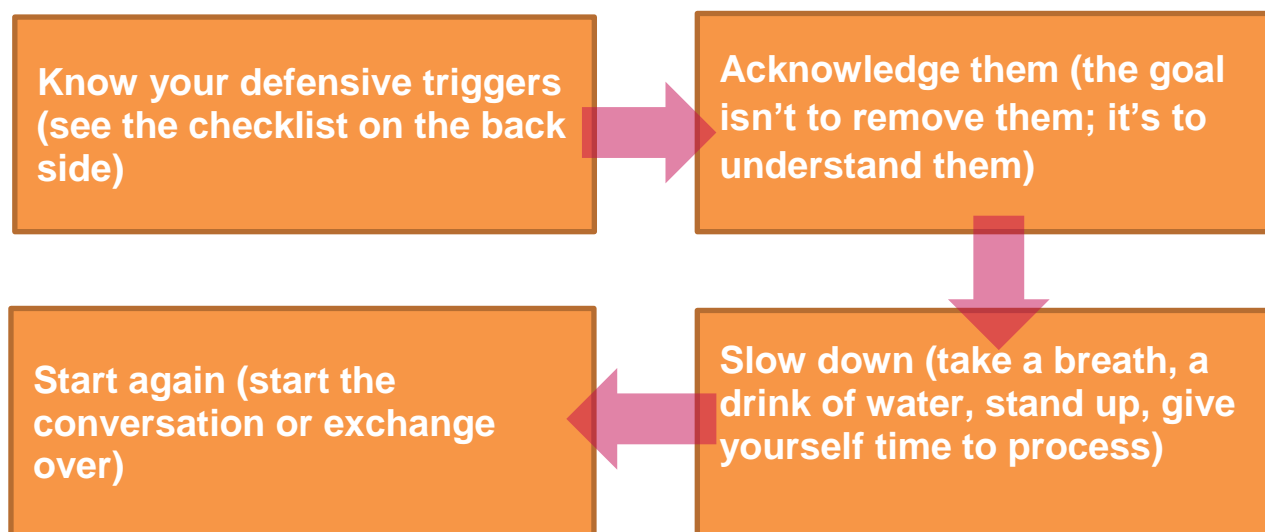 Know your defensive triggers
(see the checklist on the back
side)
Acknowledge them (the goal
isn’t to remove them; it’s to
understand them)
Slow down (take a breath, a
drink of water, stand up, give
yourself time to process)
Start again (start the
conversation or exchange
over)